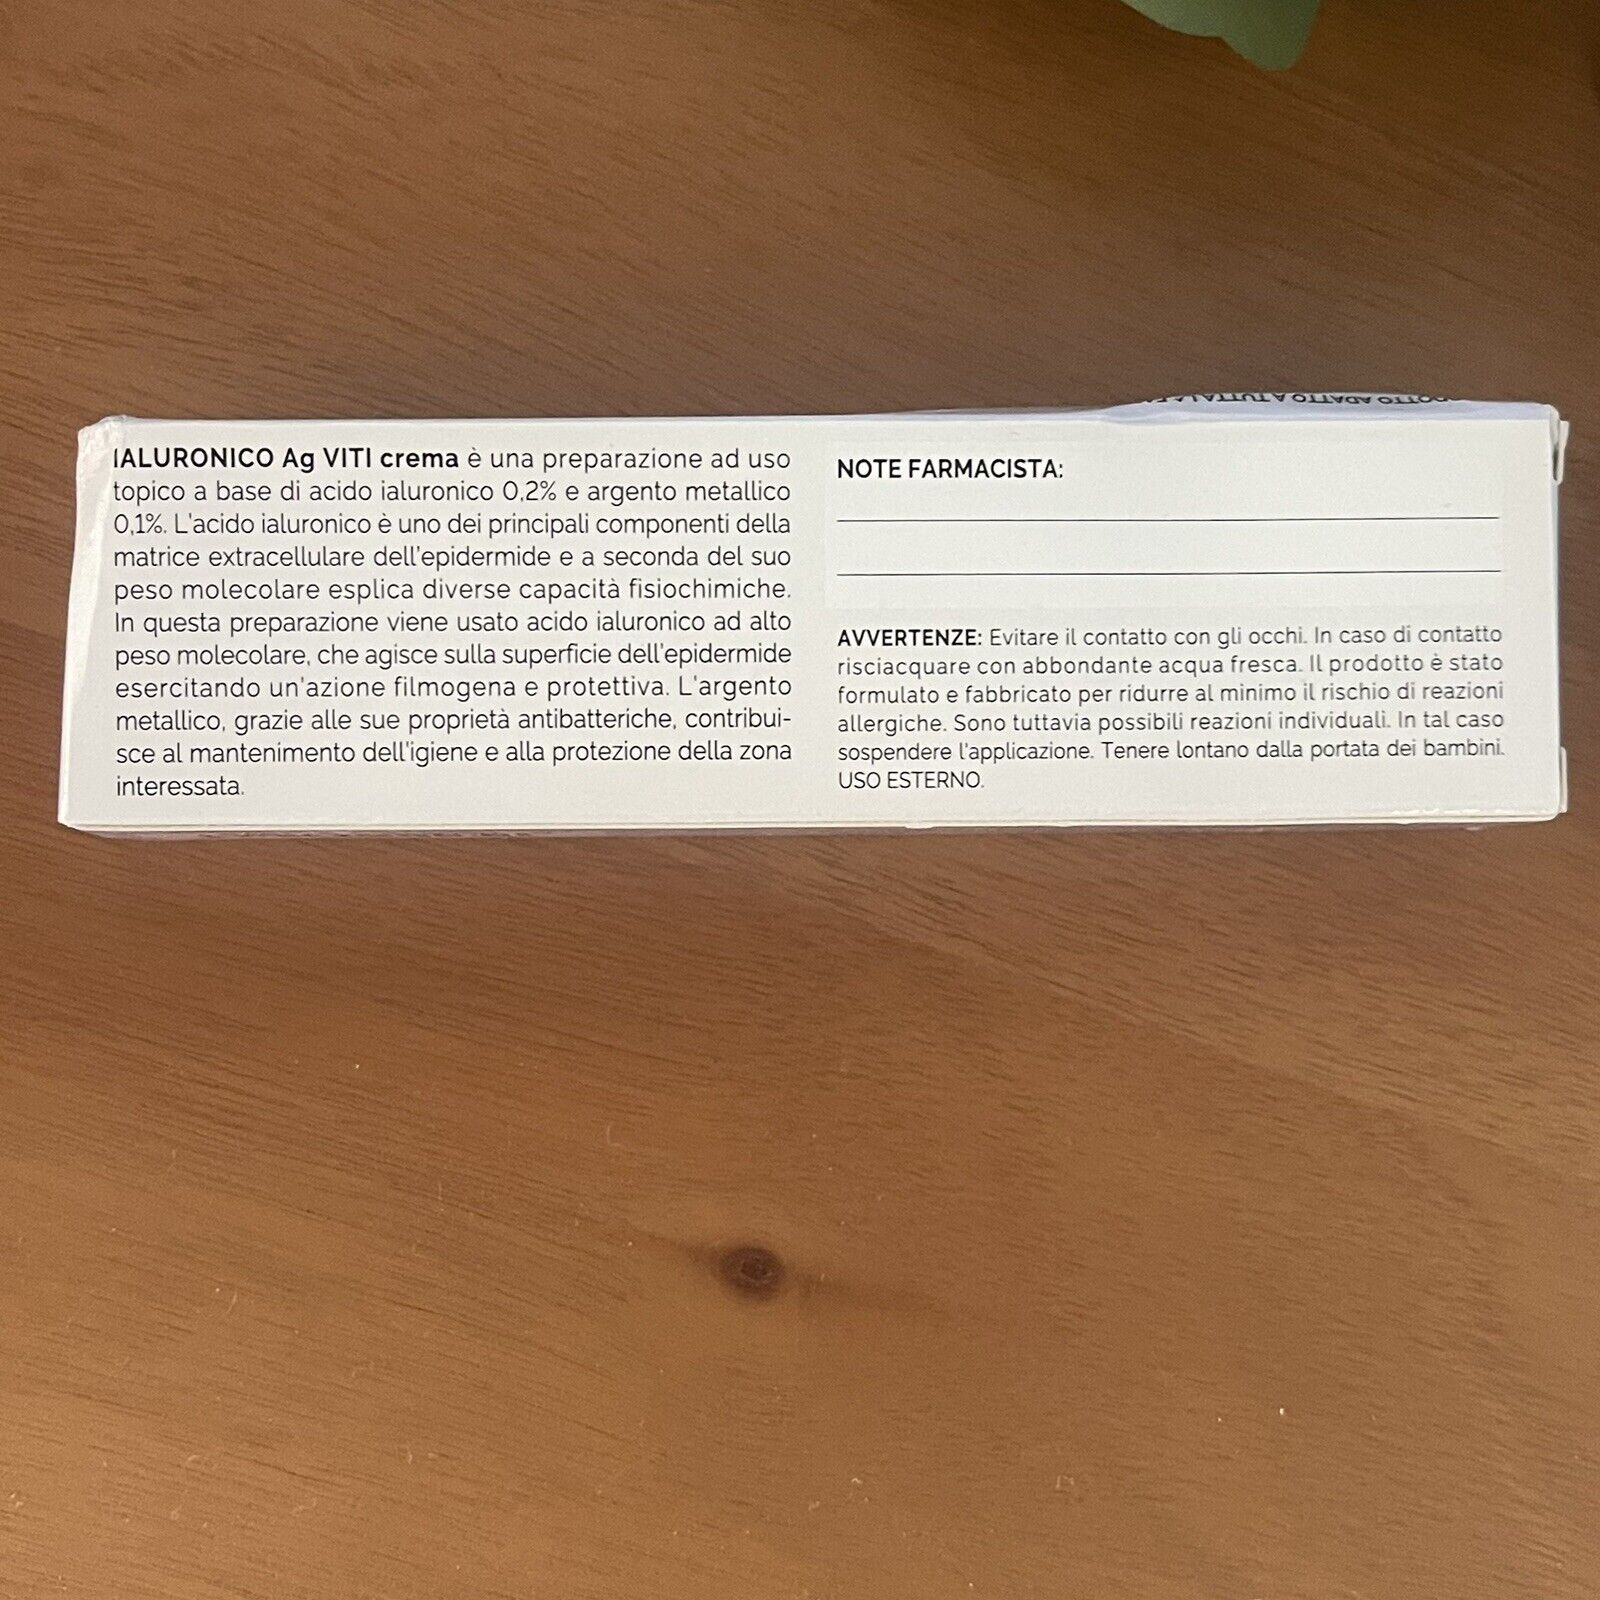 IALURONICO Ag VITI crema è una preparazione ad uso
topico a base di acido ialuronico 0,2% e argento metallico
0,1%. L'acido ialuronico è uno dei principali componenti della
matrice extracellulare dell'epidermide e a seconda del suo
peso molecolare esplica diverse capacità fisiochimiche.
In questa preparazione viene usato acido ialuronico ad alto
peso molecolare, che agisce sulla superficie dell'epidermide
esercitando un'azione filmogena e protettiva. L'argento
metallico, grazie alle sue proprietà antibatteriche, contribui-
sce al mantenimento dell'igiene e alla protezione della zona
interessata.
NOTE FARMACISTA:
AVVERTENZE: Evitare il contatto con gli occhi. In caso di contatto
risciacquare con abbondante acqua fresca. Il prodotto è stato
formulato e fabbricato per ridurre al minimo il rischio di reazioni
allergiche. Sono tuttavia possibili reazioni individuali. In tal caso
sospendere l'applicazione. Tenere lontano dalla portata dei bambini.
USO ESTERNO.